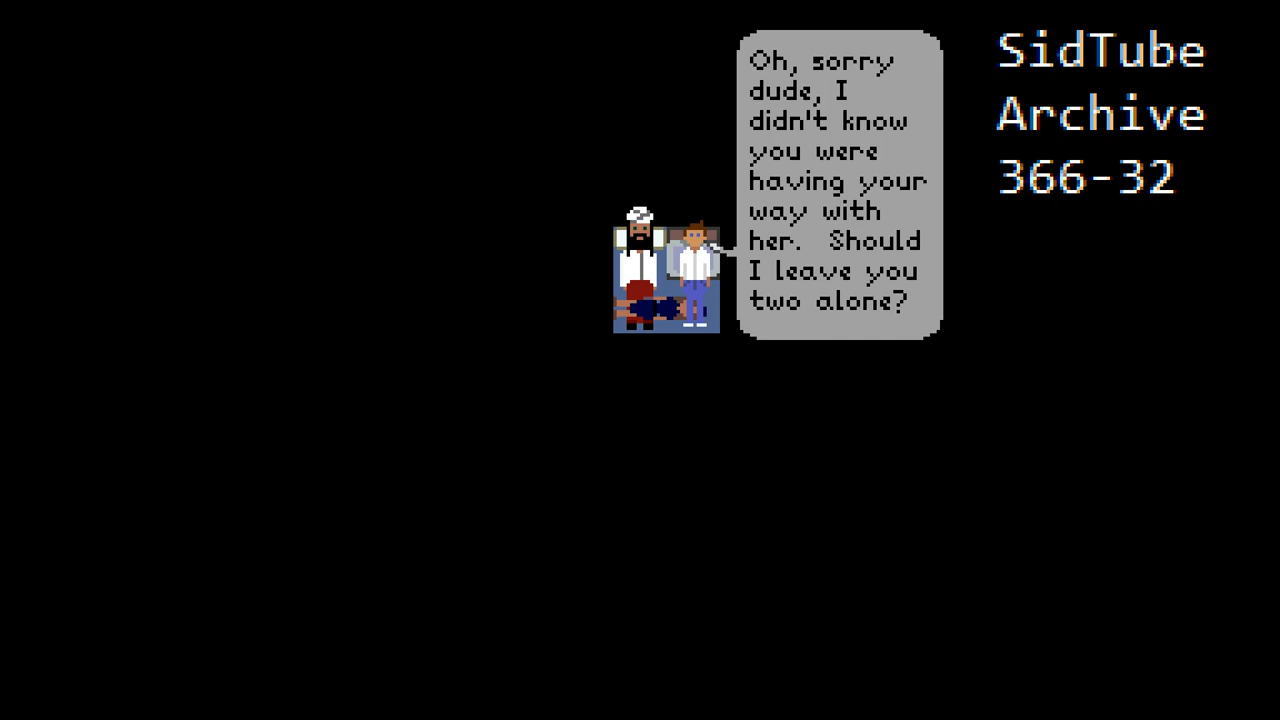 Oh, sorry
dude, I
didn't know
you were
having your
way with
her.  Should
I leave you
two alone?
SidTube
Archive
366-32